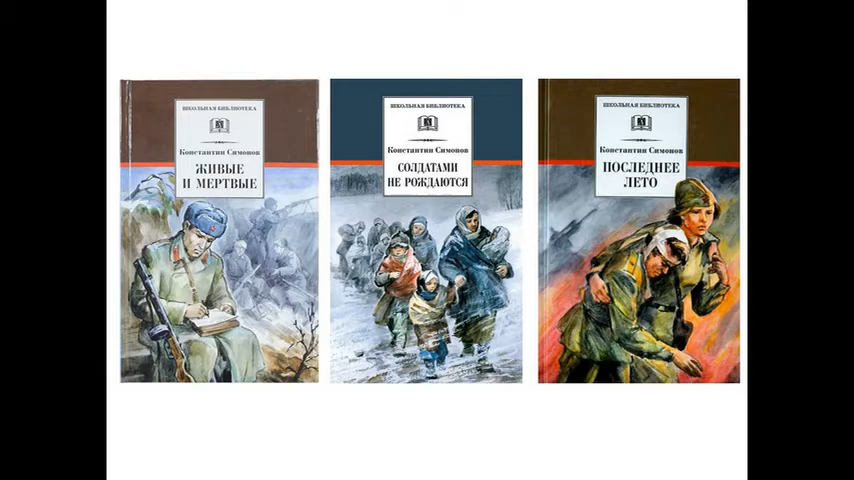 ШКОЛЬНАЯ БИБЛИОТЕКА
Константин Симонов
ЖИВЫЕ
И МЕРТВЫЕ
ШКОЛЬНАЯ БИБЛИОТЕКА
Константин Симонов
СОЛДАТАМИ
НЕ РОЖДАЮТСЯ
ШКОЛЬНАЯ БИБЛИОТЕКА
Константин Симонов
ПОСЛЕДНЕЕ
ЛЕТО